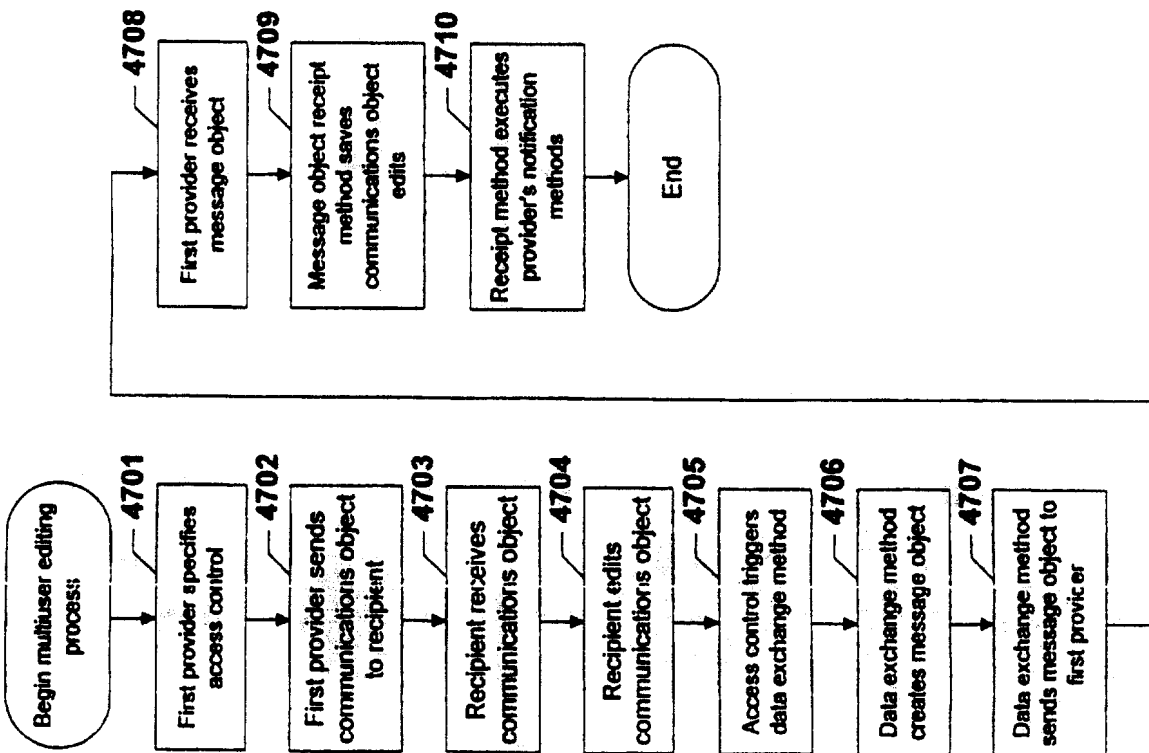 Begin multiuser editing
process
4701
First provider specifies
access control
4702
First provider sends
communications object
to recipient
4703
Recipient receives
communications object
4704
Recipient edits
communications object
4705
Access control triggers
data exchange method
4706
Data exchange method
creates message object
4707
Data exchange method
sends message object to
first provider
4708
First provider receives
message object
4709
Message object receipt
method saves
communications object
edits
4710
Receipt method executes
provider's notification
methods
End